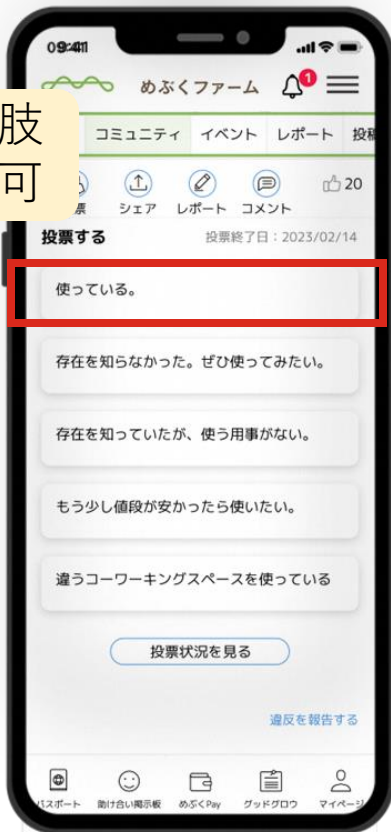 09:41
めぶくファーム
1
肢
可
コミュニティ イベント レポート 投稿
票 シェア レポート コメント 20
投票する 投票終了日：2023/02/14
使っている。
存在を知らなかった。ぜひ使ってみたい。
存在を知っていたが、使う用事がない。
もう少し値段が安かったら使いたい。
違うコーワーキングスペースを使っている
投票状況を見る
違反を報告する
パスポート 助け合い掲示板 めぶくPay グッドグロウ マイページ